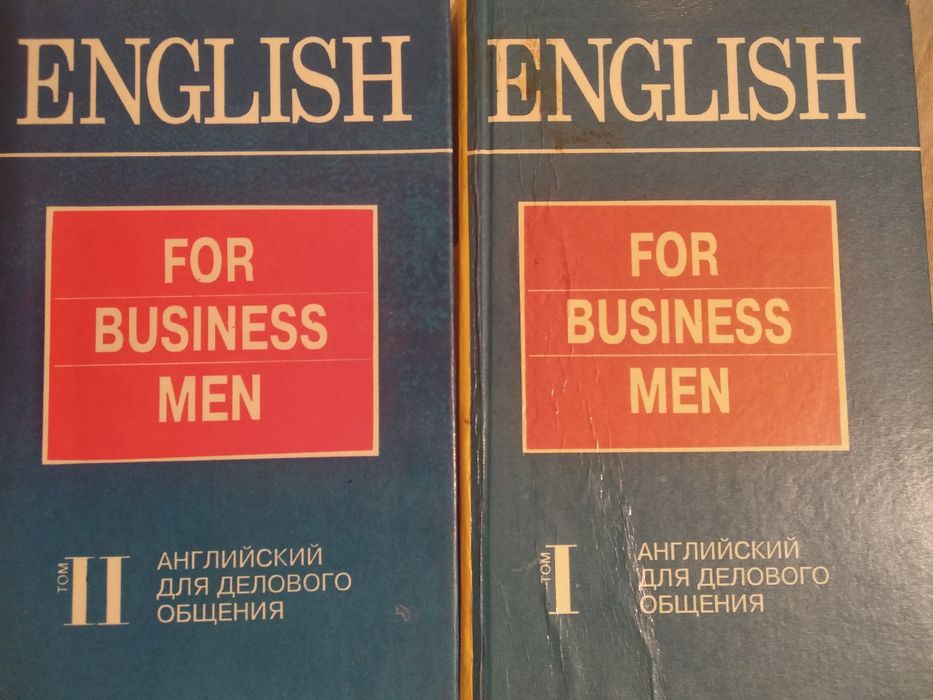 ENGLISH
FOR
BUSINESS
MEN
ТОМ II
АНГЛИЙСКИЙ
ДЛЯ ДЕЛОВОГО
ОБЩЕНИЯ
ENGLISH
FOR
BUSINESS
MEN
ТОМ I
АНГЛИЙСКИЙ
ДЛЯ ДЕЛОВОГО
ОБЩЕНИЯ